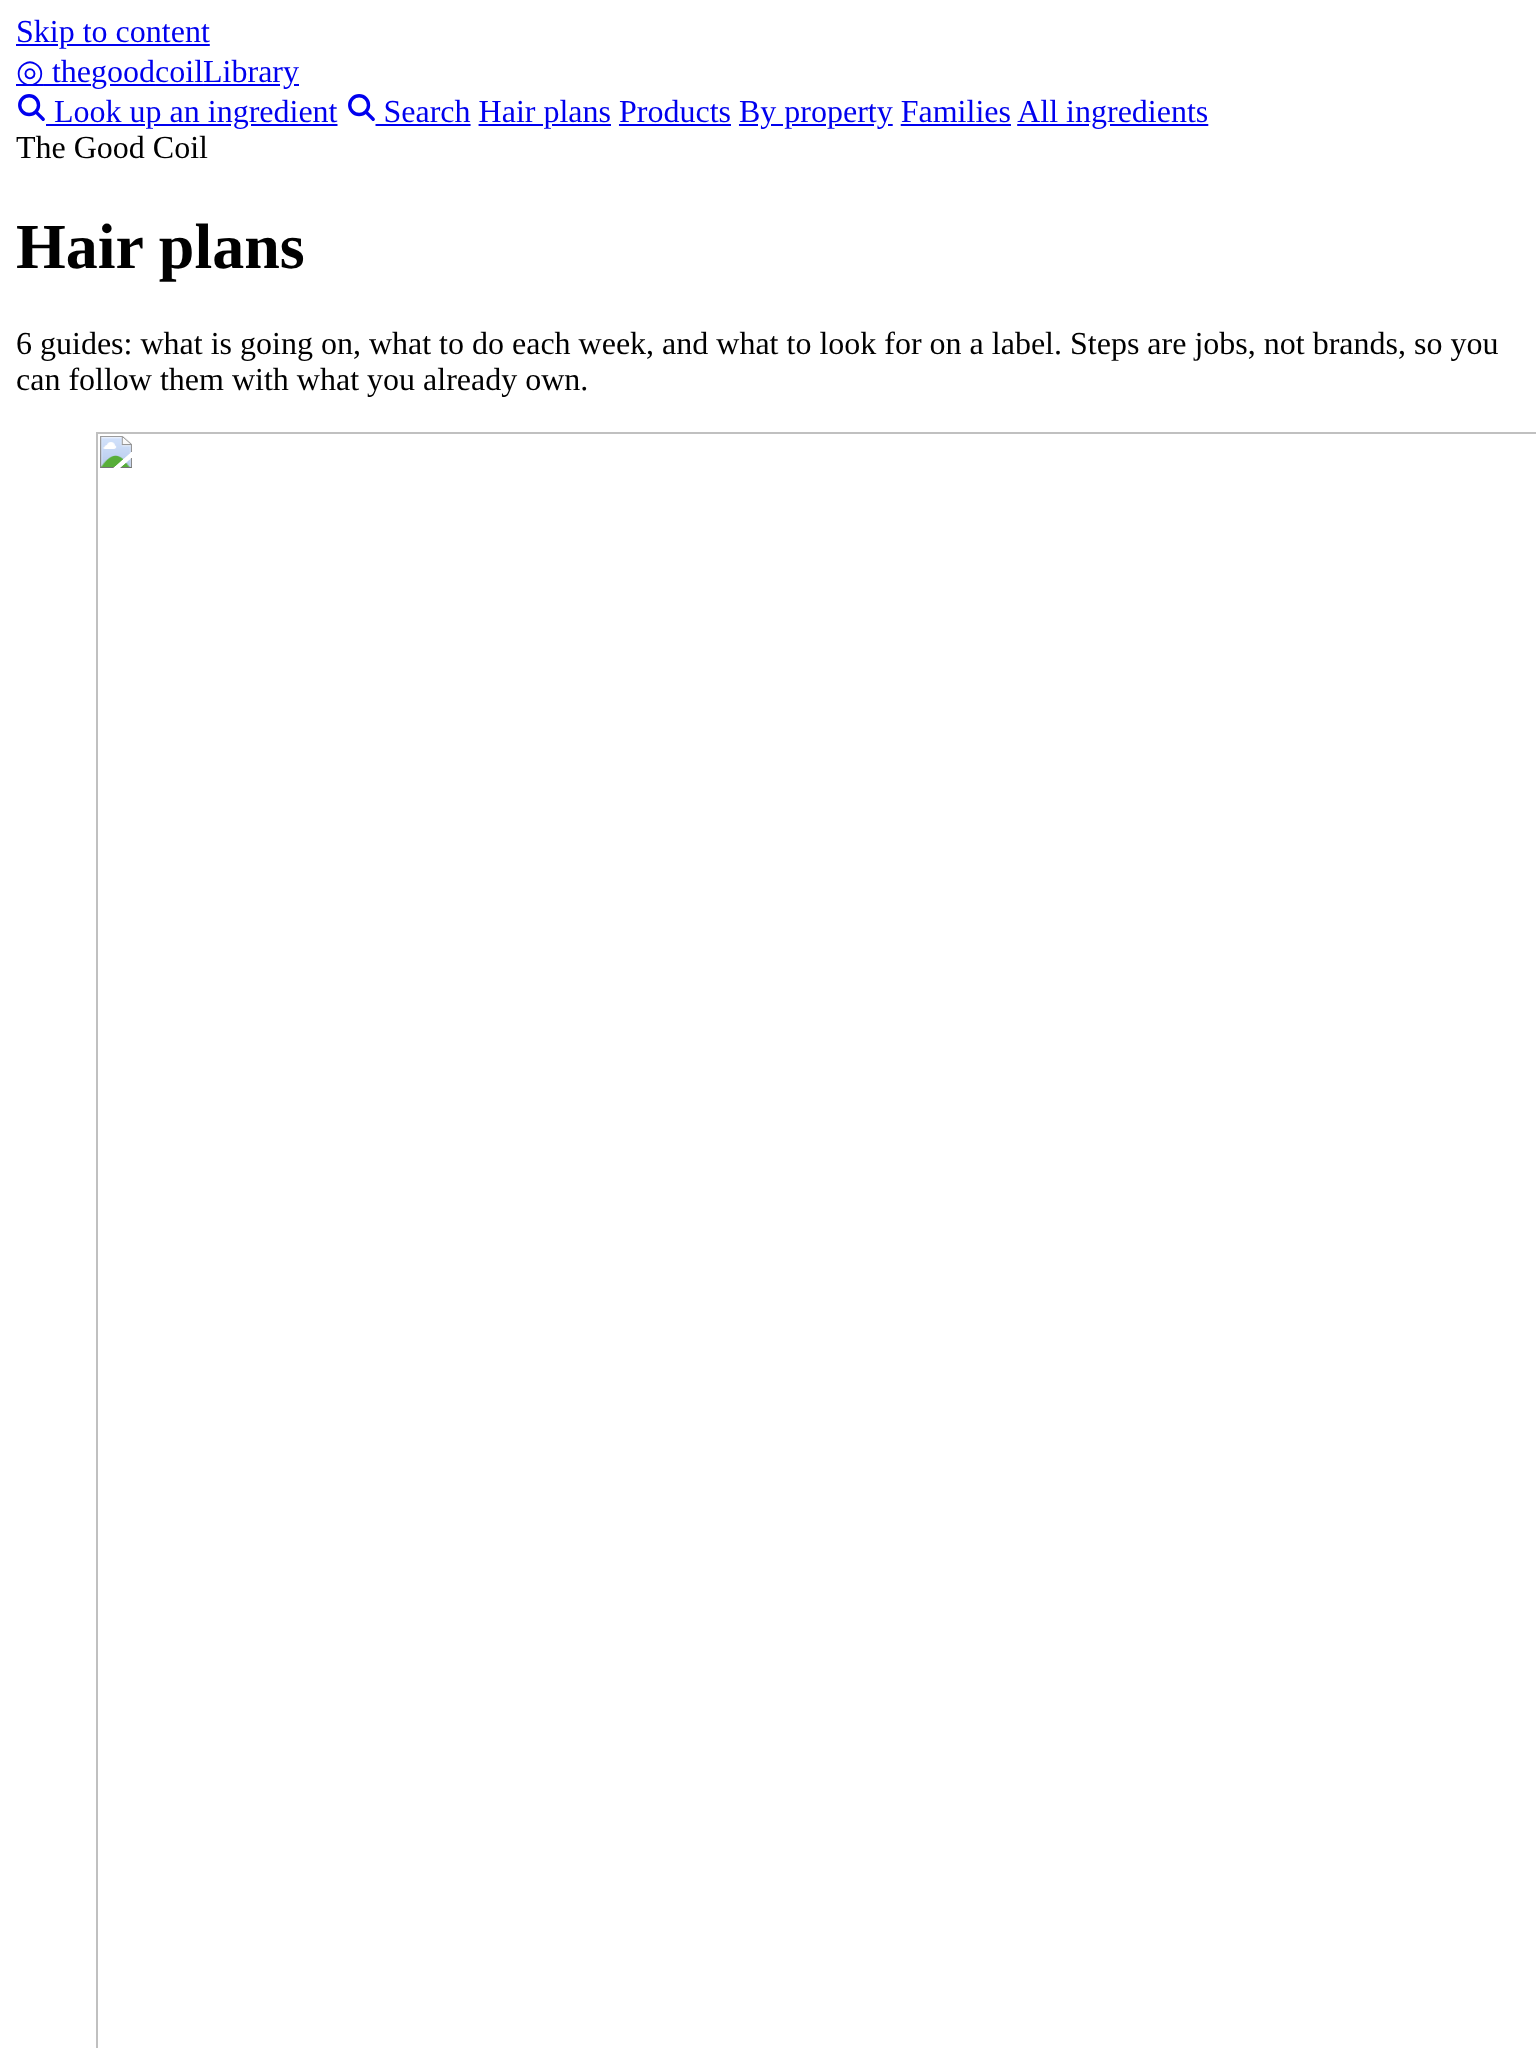 Skip to content
◎ thegoodcoilLibrary
Look up an ingredient Search Hair plans Products By property Families All ingredients
The Good Coil
Hair plans
6 guides: what is going on, what to do each week, and what to look for on a label. Steps are jobs, not brands, so you
can follow them with what you already own.